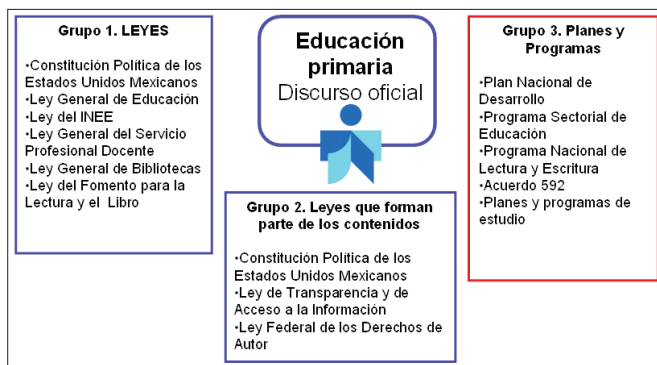 Grupo 1. LEYES
•Constitución Política de los
Estados Unidos Mexicanos
•Ley General de Educación
•Ley del INEE
•Ley General del Servicio
Profesional Docente
•Ley General de Bibliotecas
•Ley del Fomento para la
Lectura y el Libro
Educación
primaria
Discurso oficial
Grupo 2. Leyes que forman
parte de los contenidos
•Constitución Política de los
Estados Unidos Mexicanos
•Ley de Transparencia y de
Acceso a la Información
•Ley Federal de los Derechos de
Autor
Grupo 3. Planes y
Programas
•Plan Nacional de
Desarrollo
•Programa Sectorial de
Educación
•Programa Nacional de
Lectura y Escritura
•Acuerdo 592
•Planes y programas de
estudio